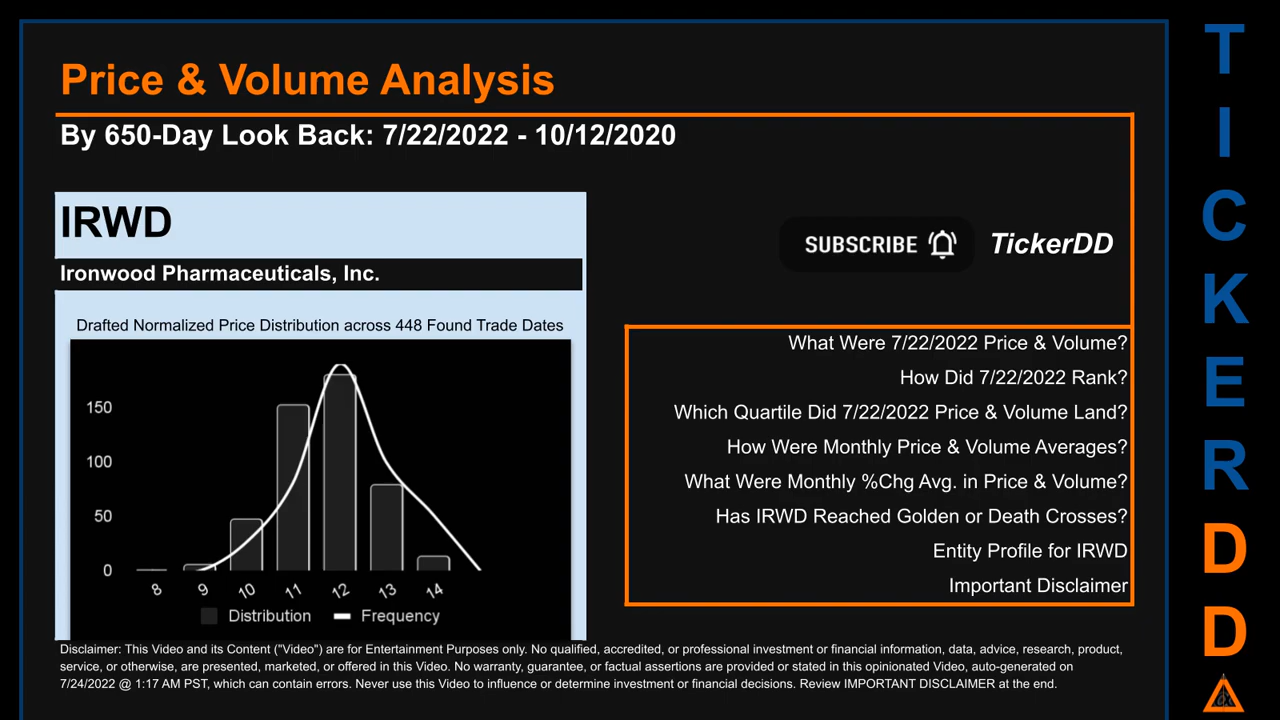 Price & Volume Analysis
By 650-Day Look Back: 7/22/2022 - 10/12/2020
IRWD
Ironwood Pharmaceuticals, Inc.
Drafted Normalized Price Distribution across 448 Found Trade Dates
150
100
50
0
8 9 10 11 12 13 14
Distribution Frequency
SUBSCRIBE TickerDD
What Were 7/22/2022 Price & Volume?
How Did 7/22/2022 Rank?
Which Quartile Did 7/22/2022 Price & Volume Land?
How Were Monthly Price & Volume Averages?
What Were Monthly %Chg Avg. in Price & Volume?
Has IRWD Reached Golden or Death Crosses?
Entity Profile for IRWD
Important Disclaimer
Disclaimer: This Video and its Content ("Video") are for Entertainment Purposes only. No qualified, accredited, or professional investment or financial information, data, advice, research, product,
service, or otherwise, are presented, marketed, or offered in this Video. No warranty, guarantee, or factual assertions are provided or stated in this opinionated Video, auto-generated on
7/24/2022 @ 1:17 AM PST, which can contain errors. Never use this Video to influence or determine investment or financial decisions. Review IMPORTANT DISCLAIMER at the end.
T
I
C
K
E
R
D
D